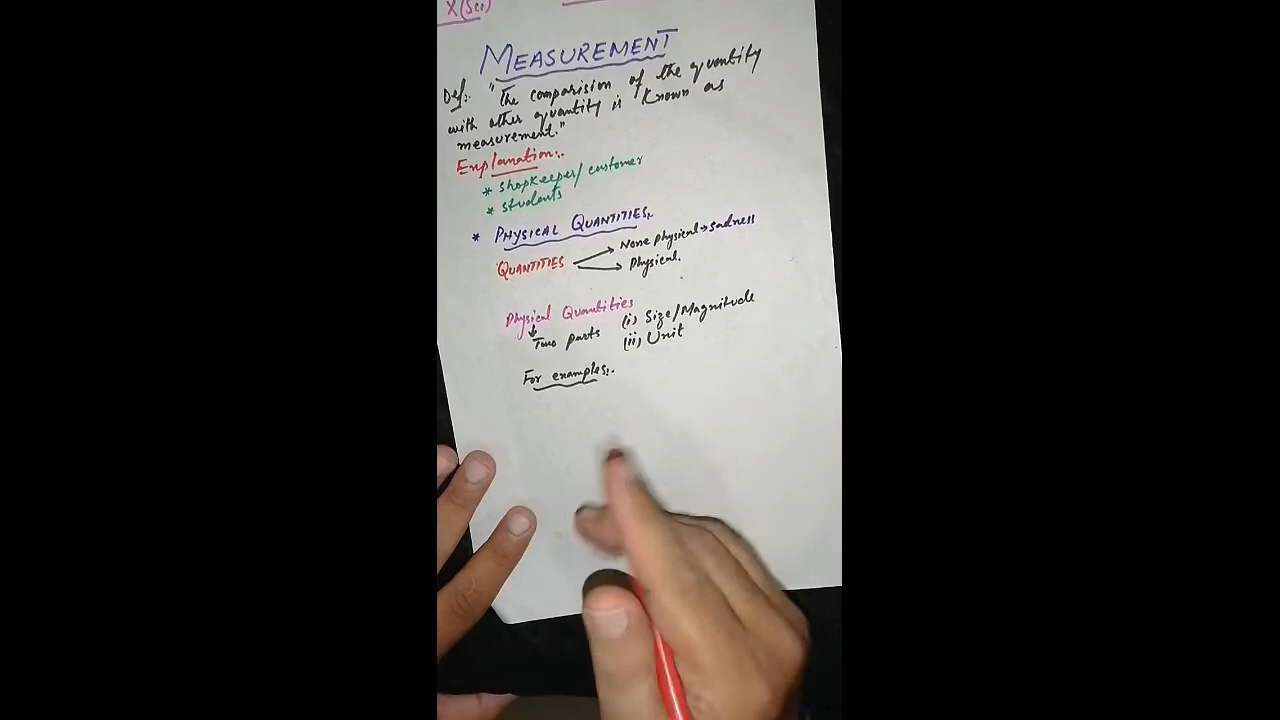 X(Sci)
MEASUREMENT
Def:. "The comparision of the quantity
with other quantity is known as
measurement."
Explanation:.
* Shopkeeper/customer
* Students
* PHYSICAL QUANTITIES:.
QUANTITIES → None physical → sadness
→ Physical.
Physical Quantities
↓ Two parts (i) Size/Magnitude
(ii) Unit
For examples:.